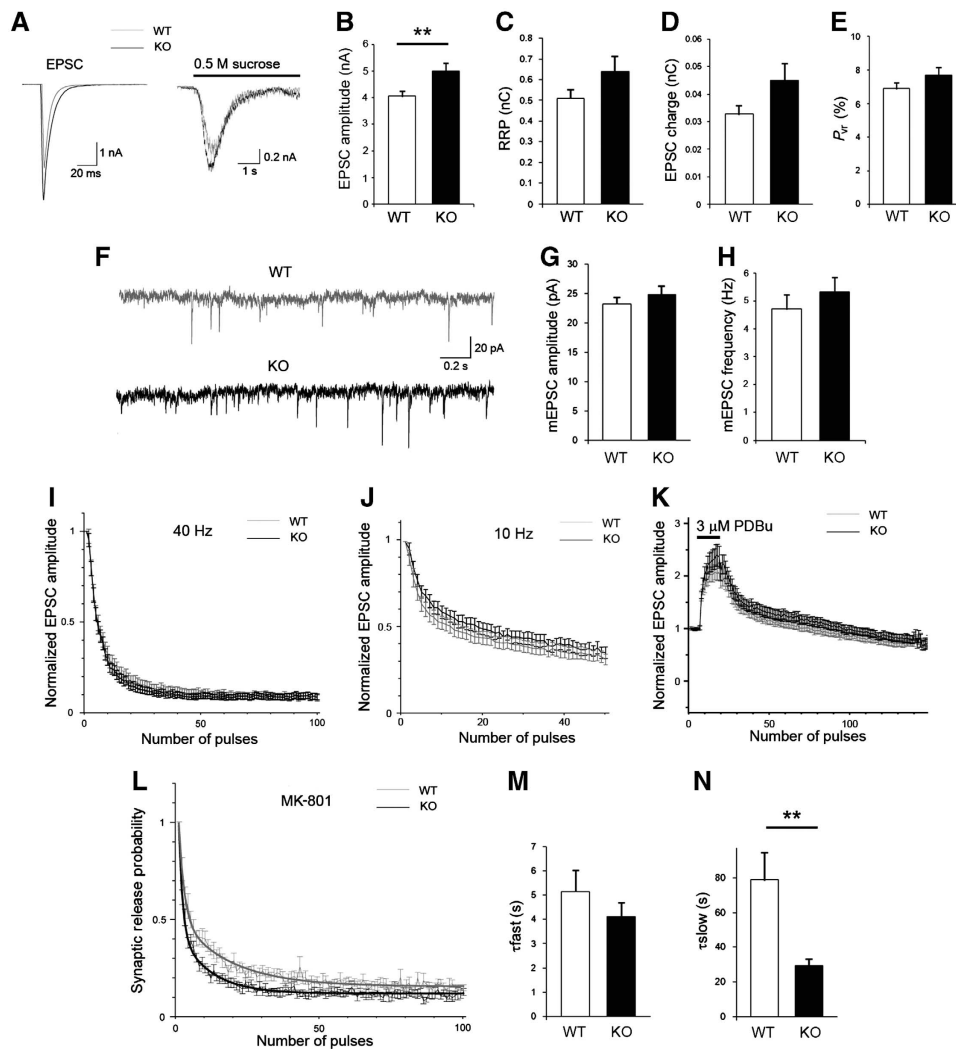 A
WT
KO
EPSC
0.5 M sucrose
1 nA
20 ms
0.2 nA
1 s
B
**
EPSC amplitude (nA)
6
5
4
3
2
1
0
WT KO
C
RRP (nC)
0.8
0.7
0.6
0.5
0.4
0.3
0.2
0.1
0
WT KO
D
EPSC charge (nC)
0.06
0.05
0.04
0.03
0.02
0.01
0.00
WT KO
E
Pvr (%)
10
8
6
4
2
0
WT KO
F
WT
20 pA
0.2 s
KO
G
mEPSC amplitude (pA)
30
25
20
15
10
5
0
WT KO
H
mEPSC frequency (Hz)
6
5
4
3
2
1
0
WT KO
I
40 Hz
WT
KO
Normalized EPSC amplitude
1
0.5
0
0 50 100
Number of pulses
J
10 Hz
WT
KO
Normalized EPSC amplitude
1
0.5
0
0 20 40
Number of pulses
K
3 µM PDBu
WT
KO
Normalized EPSC amplitude
3
2
1
0
0 50 100
Number of pulses
L
MK-801
WT
KO
Synaptic release probability
1
0.5
0
0 50 100
Number of pulses
M
τfast (s)
7
6
5
4
3
2
1
0
WT KO
N
**
τslow (s)
80
60
40
20
0
WT KO